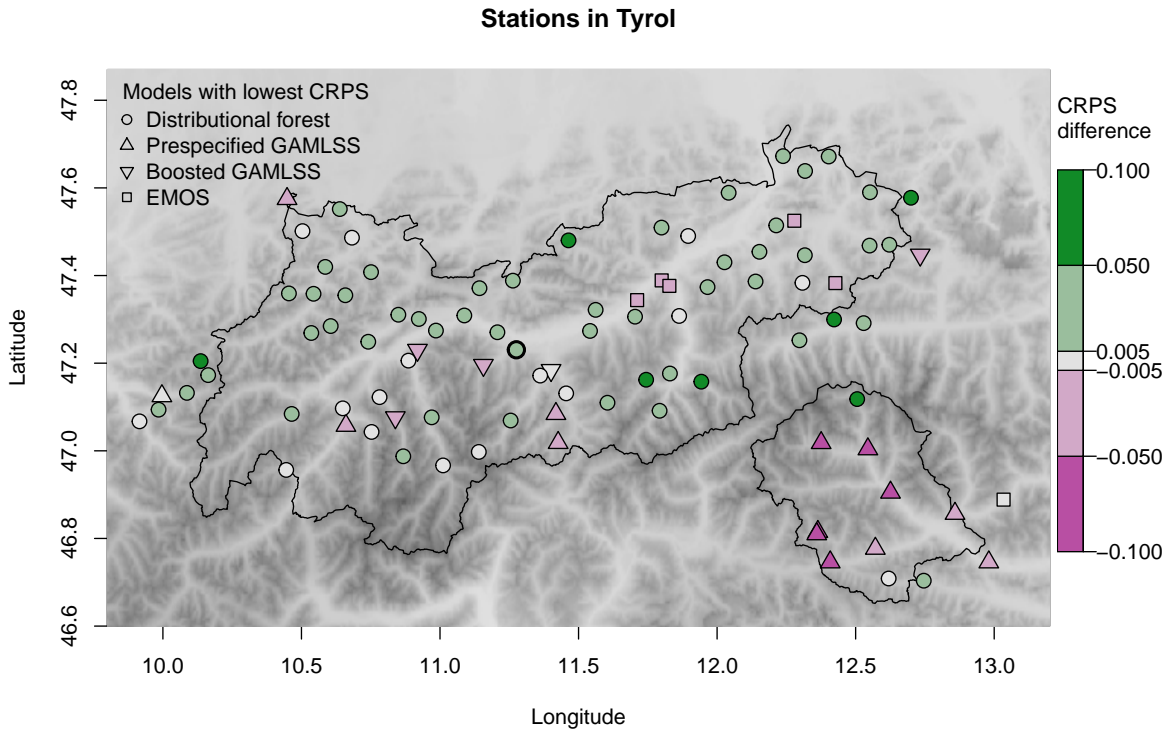 Stations in Tyrol
Models with lowest CRPS
Distributional forest
Prespecified GAMLSS
Boosted GAMLSS
EMOS
CRPS
difference
0.100
0.050
0.005
−0.005
−0.050
−0.100
Latitude
47.8
47.6
47.4
47.2
47.0
46.8
46.6
10.0 10.5 11.0 11.5 12.0 12.5 13.0
Longitude